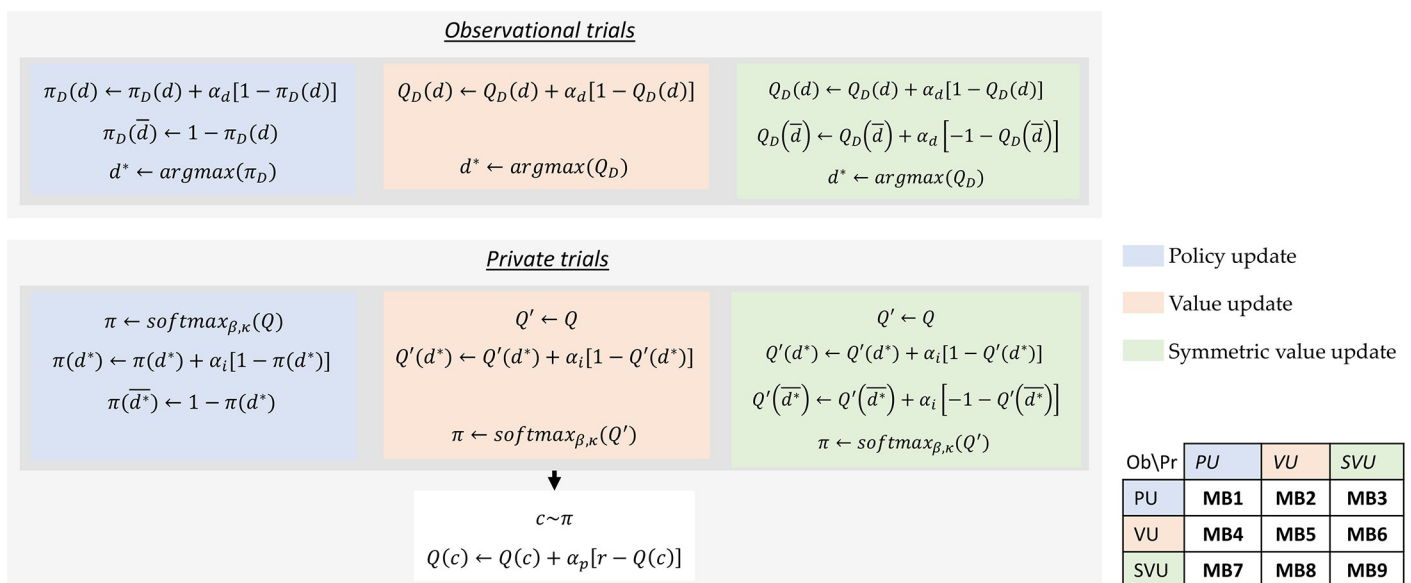 Observational trials
π_D(d) ← π_D(d) + α_d[1 − π_D(d)]
π_D(d̅) ← 1 − π_D(d)
d* ← argmax(π_D)
Q_D(d) ← Q_D(d) + α_d[1 − Q_D(d)]
d* ← argmax(Q_D)
Q_D(d) ← Q_D(d) + α_d[1 − Q_D(d)]
Q_D(d̅) ← Q_D(d̅) + α_d[−1 − Q_D(d̅)]
d* ← argmax(Q_D)
Private trials
π ← softmax_{β,κ}(Q)
π(d*) ← π(d*) + α_i[1 − π(d*)]
π(d̅*̅) ← 1 − π(d*)
Q′ ← Q
Q′(d*) ← Q′(d*) + α_i[1 − Q′(d*)]
π ← softmax_{β,κ}(Q′)
Q′ ← Q
Q′(d*) ← Q′(d*) + α_i[1 − Q′(d*)]
Q′(d̅*̅) ← Q′(d̅*̅) + α_i[−1 − Q′(d̅*̅)]
π ← softmax_{β,κ}(Q′)
c~π
Q(c) ← Q(c) + α_p[r − Q(c)]
Policy update
Value update
Symmetric value update
Ob\Pr PU VU SVU
PU MB1 MB2 MB3
VU MB4 MB5 MB6
SVU MB7 MB8 MB9